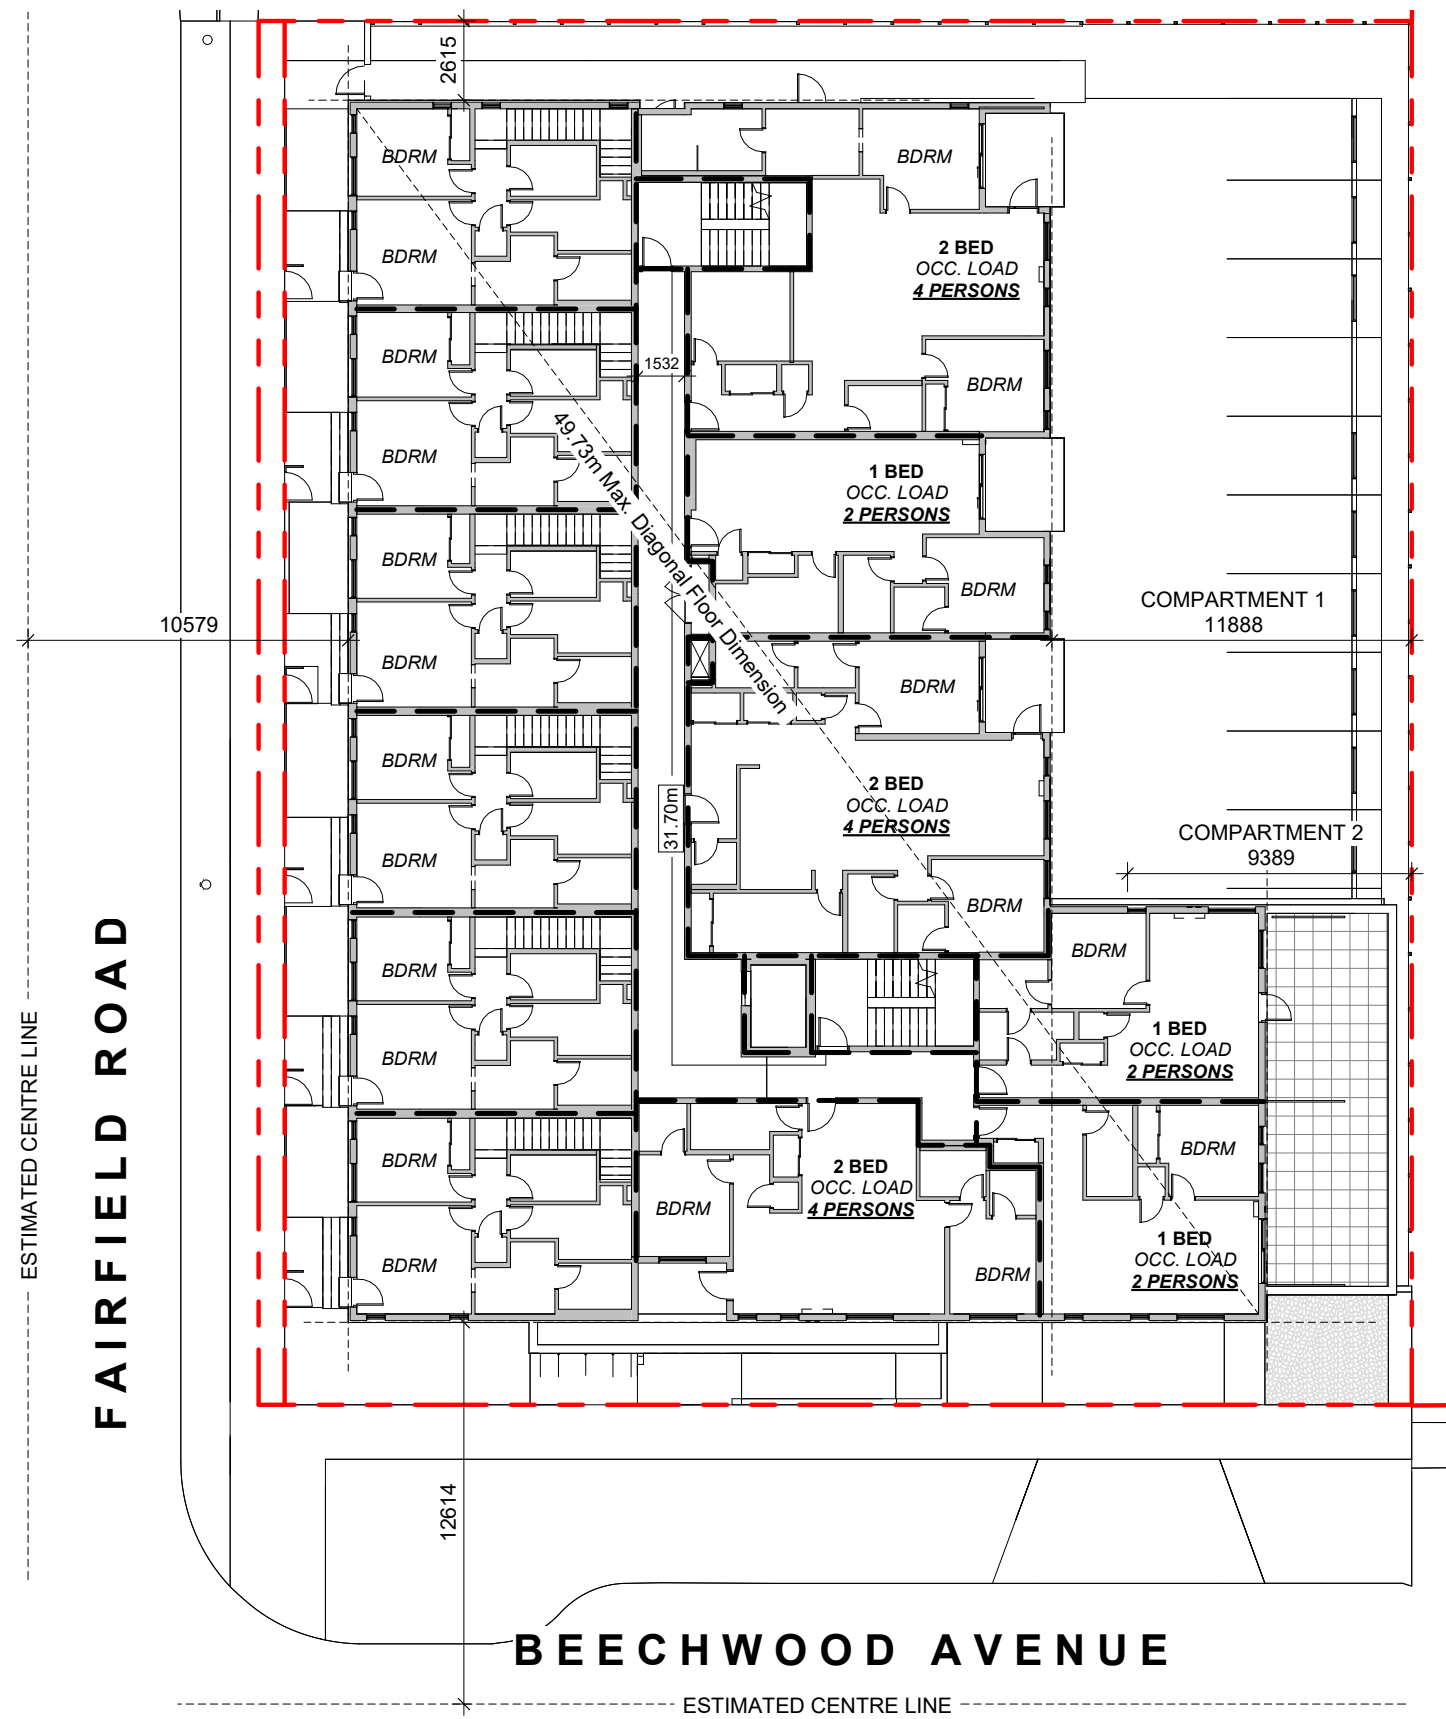 2615
BDRM
BDRM
BDRM
2 BED
OCC. LOAD
4 PERSONS
BDRM
1532
BDRM
BDRM
49.73m Max. Diagonal Floor Dimension
1 BED
OCC. LOAD
2 PERSONS
BDRM
BDRM
BDRM
COMPARTMENT 1
11888
10579
BDRM
BDRM
BDRM
2 BED
OCC. LOAD
4 PERSONS
31.70m
COMPARTMENT 2
9389
BDRM
BDRM
BDRM
BDRM
1 BED
OCC. LOAD
2 PERSONS
BDRM
FAIRFIELD ROAD
ESTIMATED CENTRE LINE
BDRM
BDRM
2 BED
OCC. LOAD
4 PERSONS
BDRM
BDRM
BDRM
1 BED
OCC. LOAD
2 PERSONS
BDRM
12614
BEECHWOOD AVENUE
ESTIMATED CENTRE LINE